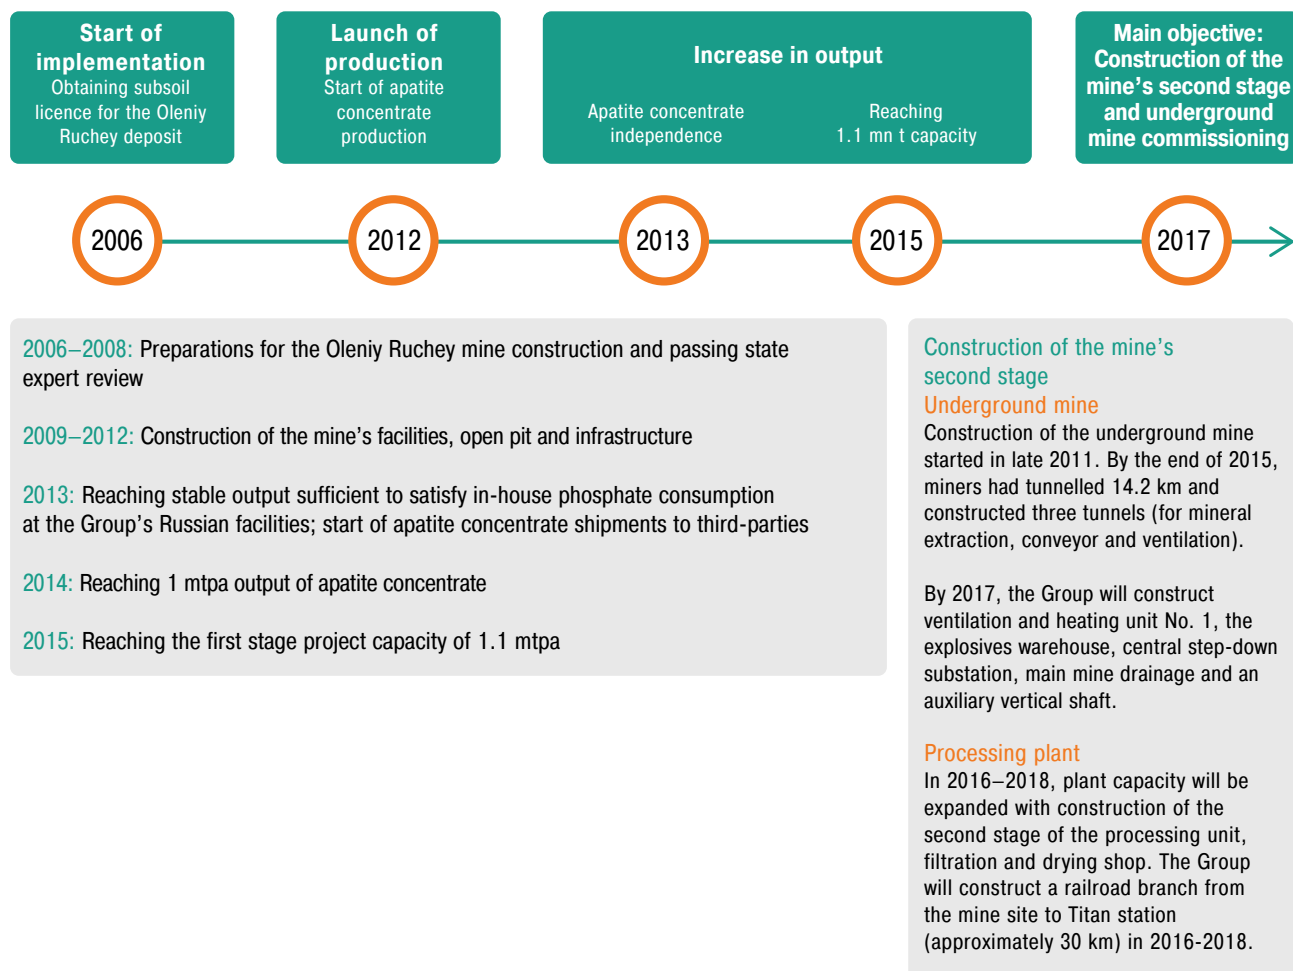 Start of
implementation
Obtaining subsoil
licence for the Oleniy
Ruchey deposit
Launch of
production
Start of apatite
concentrate
production
Increase in output
Apatite concentrate
independence
Reaching
1.1 mn t capacity
Main objective:
Construction of the
mine’s second stage
and underground
mine commissioning
2006
2012
2013
2015
2017
2006–2008: Preparations for the Oleniy Ruchey mine construction and passing state
expert review
2009–2012: Construction of the mine’s facilities, open pit and infrastructure
2013: Reaching stable output sufficient to satisfy in-house phosphate consumption
at the Group’s Russian facilities; start of apatite concentrate shipments to third-parties
2014: Reaching 1 mtpa output of apatite concentrate
2015: Reaching the first stage project capacity of 1.1 mtpa
Construction of the mine’s
second stage
Underground mine
Construction of the underground mine
started in late 2011. By the end of 2015,
miners had tunnelled 14.2 km and
constructed three tunnels (for mineral
extraction, conveyor and ventilation).
By 2017, the Group will construct
ventilation and heating unit No. 1, the
explosives warehouse, central step-down
substation, main mine drainage and an
auxiliary vertical shaft.
Processing plant
In 2016–2018, plant capacity will be
expanded with construction of the
second stage of the processing unit,
filtration and drying shop. The Group
will construct a railroad branch from
the mine site to Titan station
(approximately 30 km) in 2016-2018.